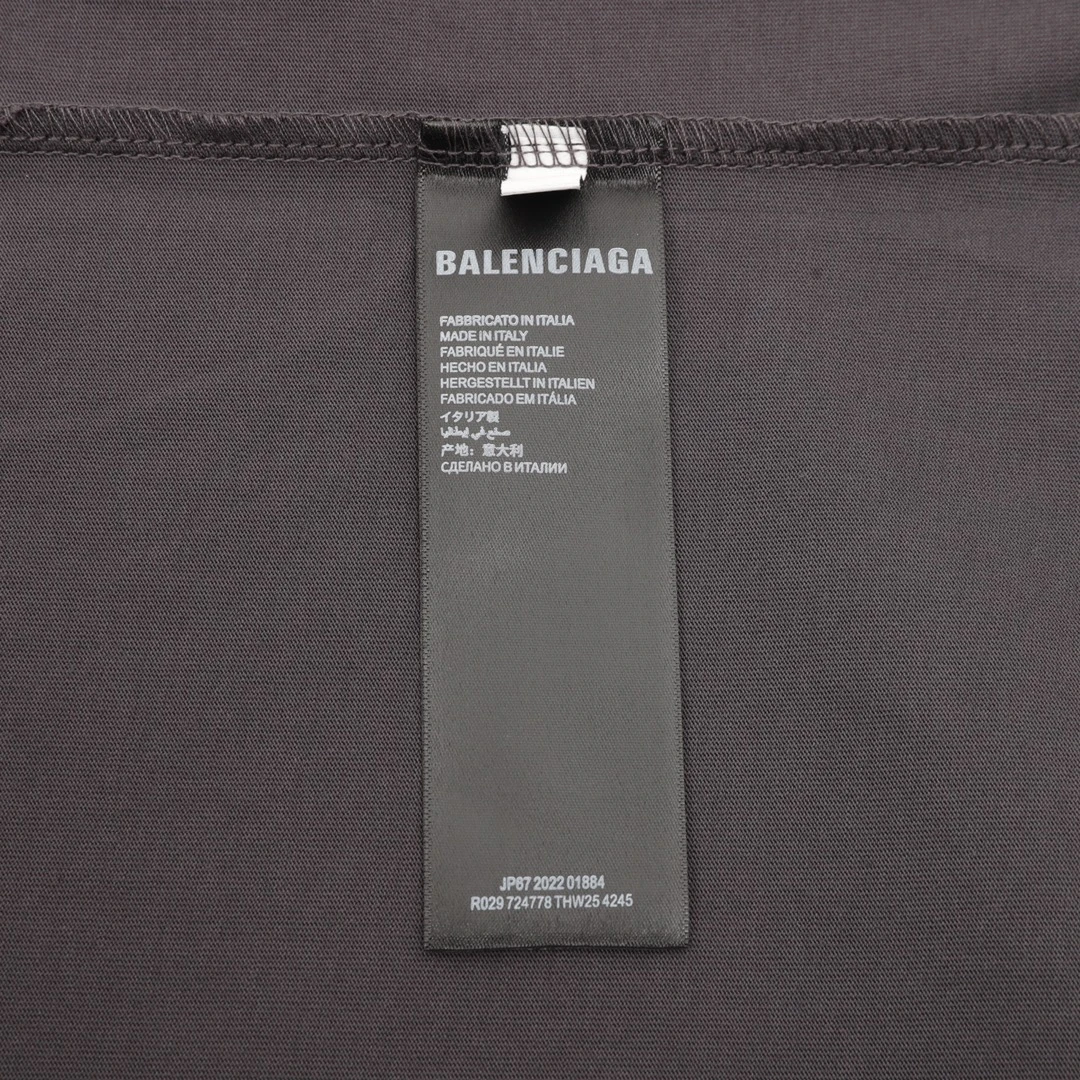 BALENCIAGA
FABBRICATO IN ITALIA
MADE IN ITALY
FABRIQUÉ EN ITALIE
HECHO EN ITALIA
HERGESTELLT IN ITALIEN
FABRICADO EM ITÁLIA
イタリア製
صنع في إيطاليا
产地：意大利
СДЕЛАНО В ИТАЛИИ
JP67 2022 01884
R029 724778 THW25 4245